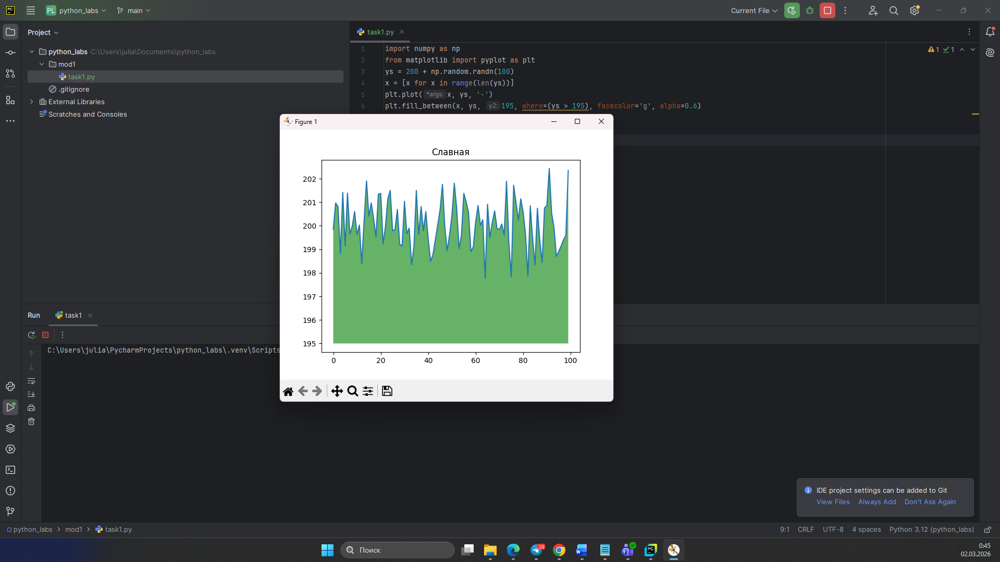 PL python_labs
main
Current File
Project
python_labs C:\Users\julia\Documents\python_labs
mod1
task1.py
.gitignore
External Libraries
Scratches and Consoles
task1.py
1 import numpy as np
2 from matplotlib import pyplot as plt
3 ys = 200 + np.random.randn(100)
4 x = [x for x in range(len(ys))]
5 plt.plot( *args: x, ys, '-')
6 plt.fill_between(x, ys, y2: 195, where=(ys > 195), facecolor='g', alpha=0.6)
1 1
Figure 1
Славная
202
201
200
199
198
197
196
195
0 20 40 60 80 100
Run task1
C:\Users\julia\PycharmProjects\python_labs\.venv\Scripts
IDE project settings can be added to Git
View Files Always Add Don't Ask Again
python_labs mod1 task1.py
9:1 CRLF UTF-8 4 spaces Python 3.12 (python_labs)
Поиск
20
0:45
02.03.2026